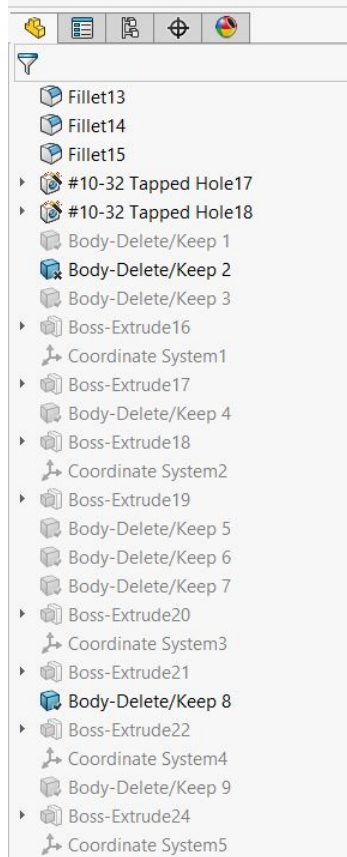 Fillet13
Fillet14
Fillet15
#10-32 Tapped Hole17
#10-32 Tapped Hole18
Body-Delete/Keep 1
Body-Delete/Keep 2
Body-Delete/Keep 3
Boss-Extrude16
Coordinate System1
Boss-Extrude17
Body-Delete/Keep 4
Boss-Extrude18
Coordinate System2
Boss-Extrude19
Body-Delete/Keep 5
Body-Delete/Keep 6
Body-Delete/Keep 7
Boss-Extrude20
Coordinate System3
Boss-Extrude21
Body-Delete/Keep 8
Boss-Extrude22
Coordinate System4
Body-Delete/Keep 9
Boss-Extrude24
Coordinate System5